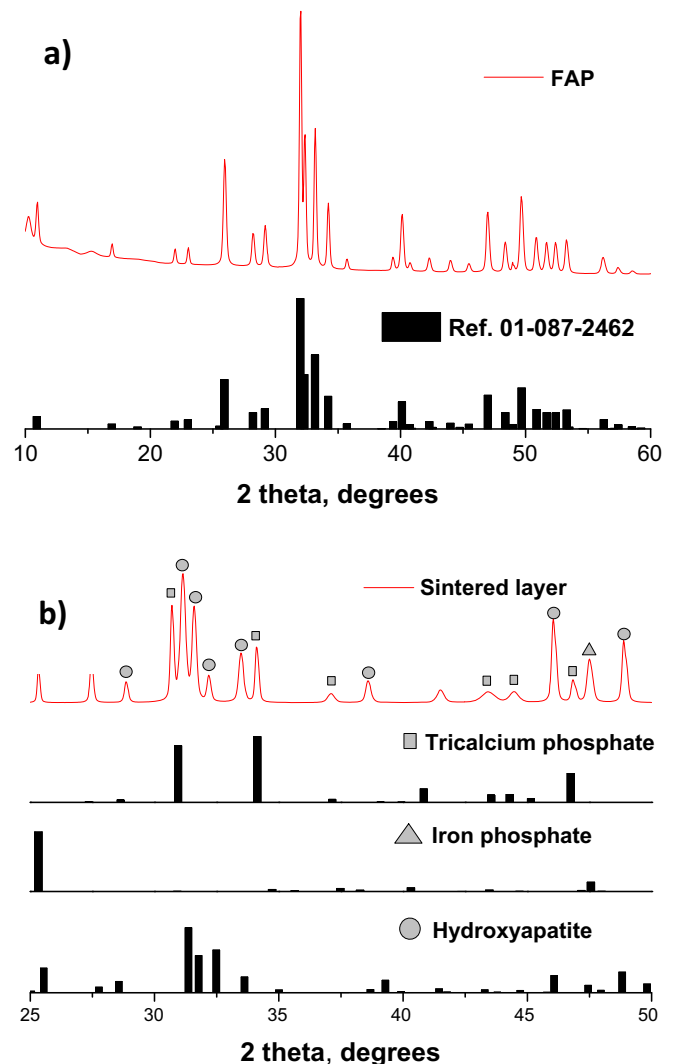 a)
FAP
Ref. 01-087-2462
10 20 30 40 50 60
2 theta, degrees
b)
Sintered layer
Tricalcium phosphate
Iron phosphate
Hydroxyapatite
25 30 35 40 45 50
2 theta, degrees